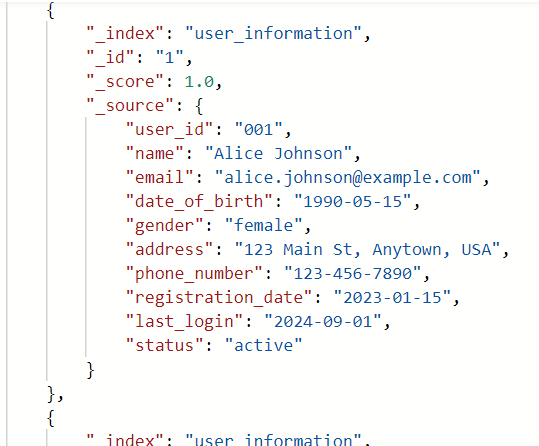 {
"_index": "user_information",
"_id": "1",
"_score": 1.0,
"_source": {
"user_id": "001",
"name": "Alice Johnson",
"email": "alice.johnson@example.com",
"date_of_birth": "1990-05-15",
"gender": "female",
"address": "123 Main St, Anytown, USA",
"phone_number": "123-456-7890",
"registration_date": "2023-01-15",
"last_login": "2024-09-01",
"status": "active"
}
},
{
"_index": "user_information",